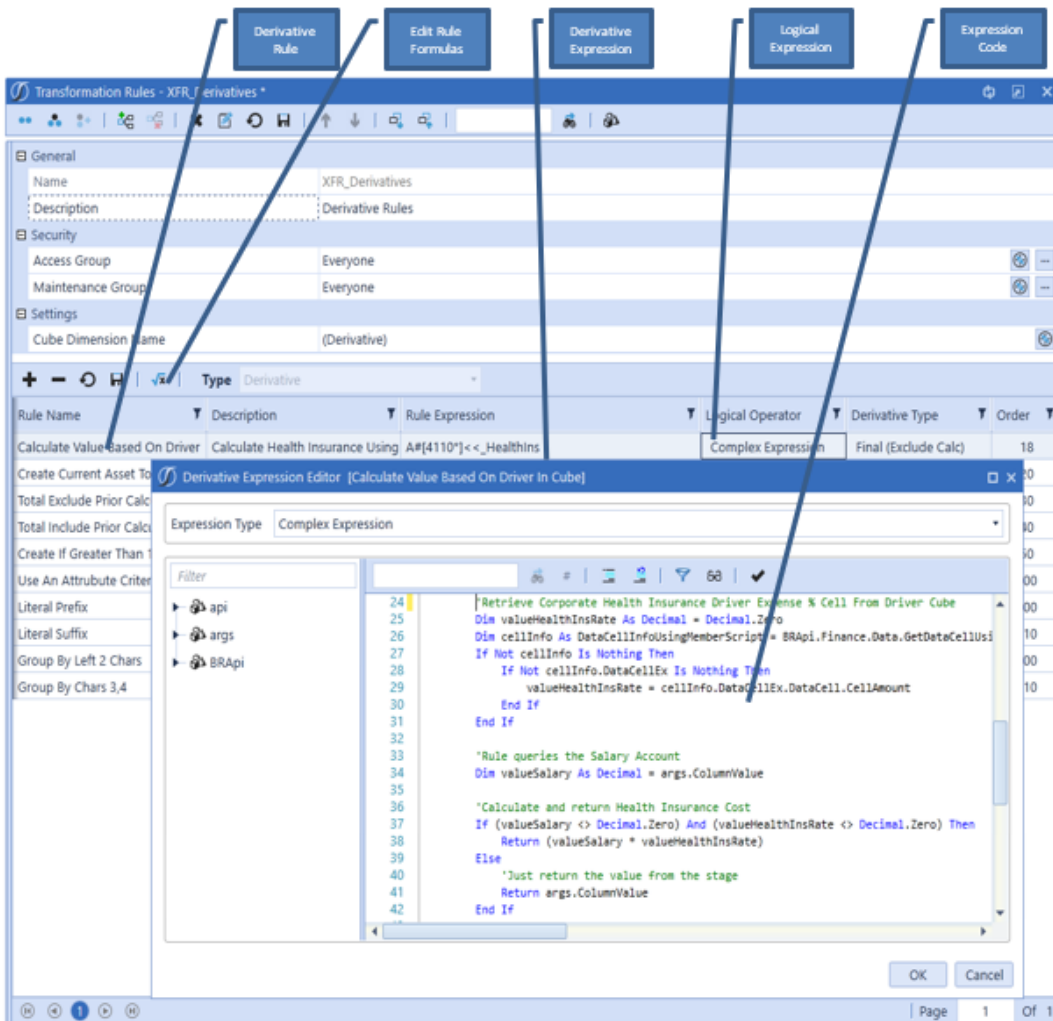 Derivative Rule
Edit Rule Formulas
Derivative Expression
Logical Expression
Expression Code
Transformation Rules - XFR_Derivatives *
General
Name XFR_Derivatives
Description Derivative Rules
Security
Access Group Everyone
Maintenance Group Everyone
Settings
Cube Dimension Name (Derivative)
Type Derivative
Rule Name Description Rule Expression Logical Operator Derivative Type Order
Calculate Value Based On Driver Calculate Health Insurance Using A#[4110*]<<_HealthIns Complex Expression Final (Exclude Calc) 18
Create Current Asset To
Total Exclude Prior Calc
Total Include Prior Calcu
Create If Greater Than 1
Use An Attrubute Criter
Literal Prefix
Literal Suffix
Group By Left 2 Chars
Group By Chars 3,4
Derivative Expression Editor [Calculate Value Based On Driver In Cube]
Expression Type Complex Expression
Filter
api
args
BRApi
24 'Retrieve Corporate Health Insurance Driver Expense % Cell From Driver Cube
25 Dim valueHealthInsRate As Decimal = Decimal.Zero
26 Dim cellInfo As DataCellInfoUsingMemberScript = BRApi.Finance.Data.GetDataCellUsi
27 If Not cellInfo Is Nothing Then
28 If Not cellInfo.DataCellEx Is Nothing Then
29 valueHealthInsRate = cellInfo.DataCellEx.DataCell.CellAmount
30 End If
31 End If
32
33 'Rule queries the Salary Account
34 Dim valueSalary As Decimal = args.ColumnValue
35
36 'Calculate and return Health Insurance Cost
37 If (valueSalary <> Decimal.Zero) And (valueHealthInsRate <> Decimal.Zero) Then
38 Return (valueSalary * valueHealthInsRate)
39 Else
40 'Just return the value from the stage
41 Return args.ColumnValue
42 End If
OK Cancel
1
Page 1 Of 1